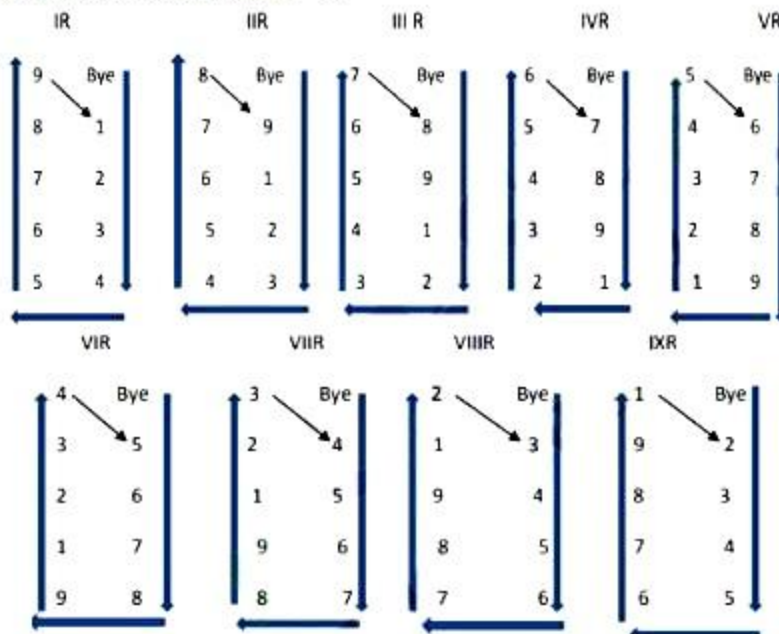 IR IIR III R IVR VR
9 Bye 8 Bye 7 Bye 6 Bye 5 Bye
8 1 7 9 6 8 5 7 4 6
7 2 6 1 5 9 4 8 3 7
6 3 5 2 4 1 3 9 2 8
5 4 4 3 3 2 2 1 1 9
VIR VIIR VIIIR IXR
4 Bye 3 Bye 2 Bye 1 Bye
3 5 2 4 1 3 9 2
2 6 1 5 9 4 8 3
1 7 9 6 8 5 7 4
9 8 8 7 7 6 6 5